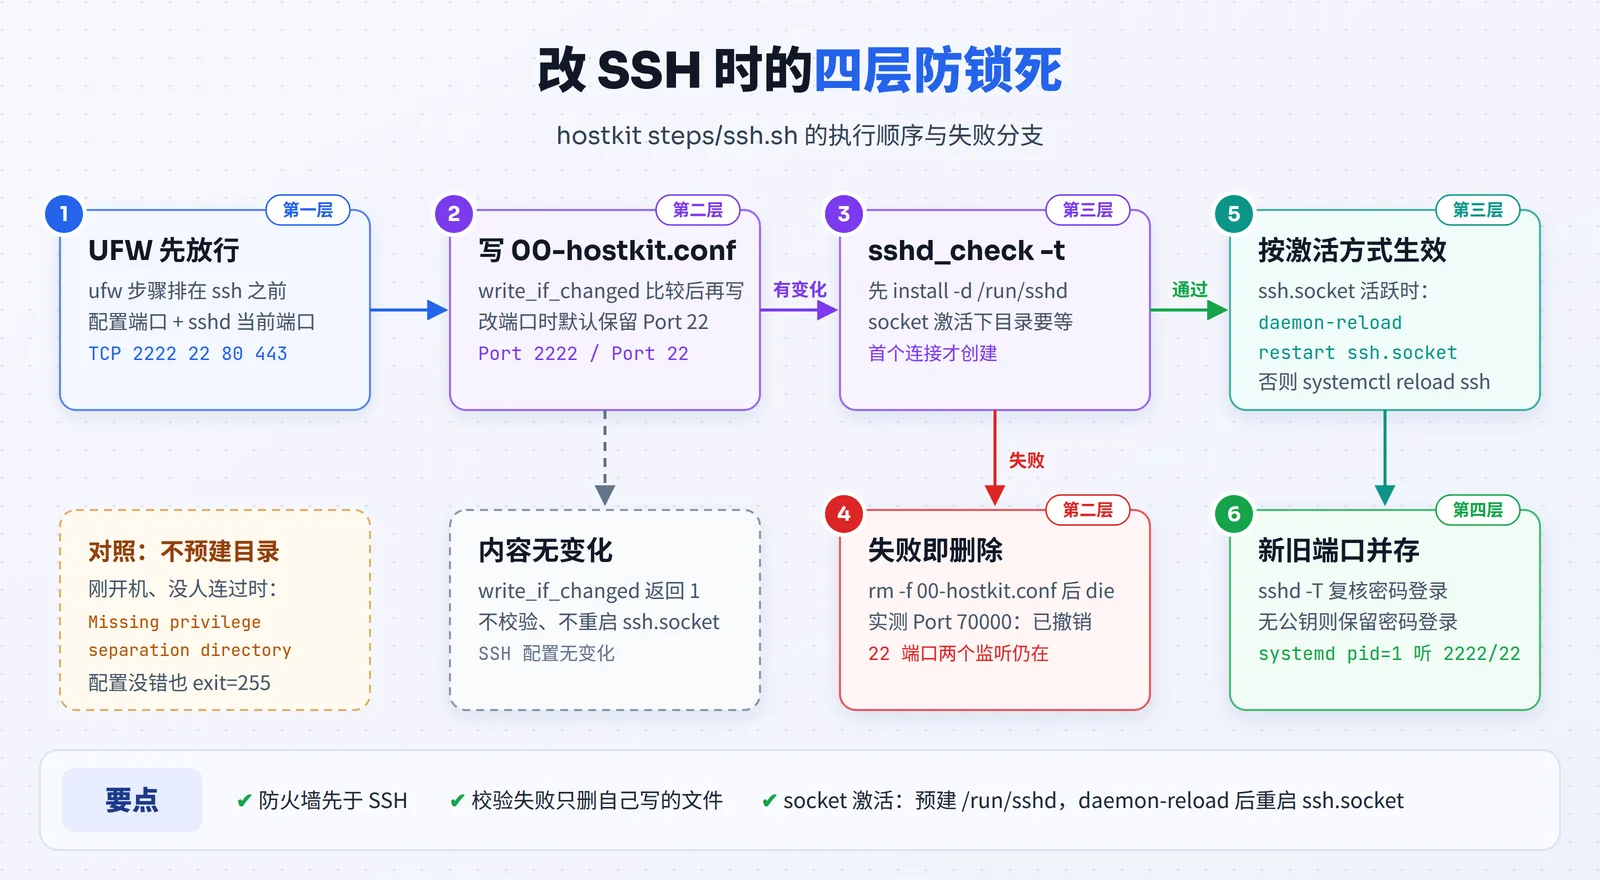 改 SSH 时的四层防锁死
hostkit steps/ssh.sh 的执行顺序与失败分支
1
第一层
UFW 先放行
ufw 步骤排在 ssh 之前
配置端口 + sshd 当前端口
TCP 2222 22 80 443
2
第二层
写 00-hostkit.conf
write_if_changed 比较后再写
改端口时默认保留 Port 22
Port 2222 / Port 22
有变化
3
第三层
sshd_check -t
先 install -d /run/sshd
socket 激活下目录要等
首个连接才创建
通过
5
第三层
按激活方式生效
ssh.socket 活跃时：
daemon-reload
restart ssh.socket
否则 systemctl reload ssh
失败
对照：不预建目录
刚开机、没人连过时：
Missing privilege
separation directory
配置没错也 exit=255
内容无变化
write_if_changed 返回 1
不校验、不重启 ssh.socket
SSH 配置无变化
4
第二层
失败即删除
rm -f 00-hostkit.conf 后 die
实测 Port 70000：已撤销
22 端口两个监听仍在
6
第四层
新旧端口并存
sshd -T 复核密码登录
无公钥则保留密码登录
systemd pid=1 听 2222/22
要点
✔ 防火墙先于 SSH
✔ 校验失败只删自己写的文件
✔ socket 激活：预建 /run/sshd，daemon-reload 后重启 ssh.socket